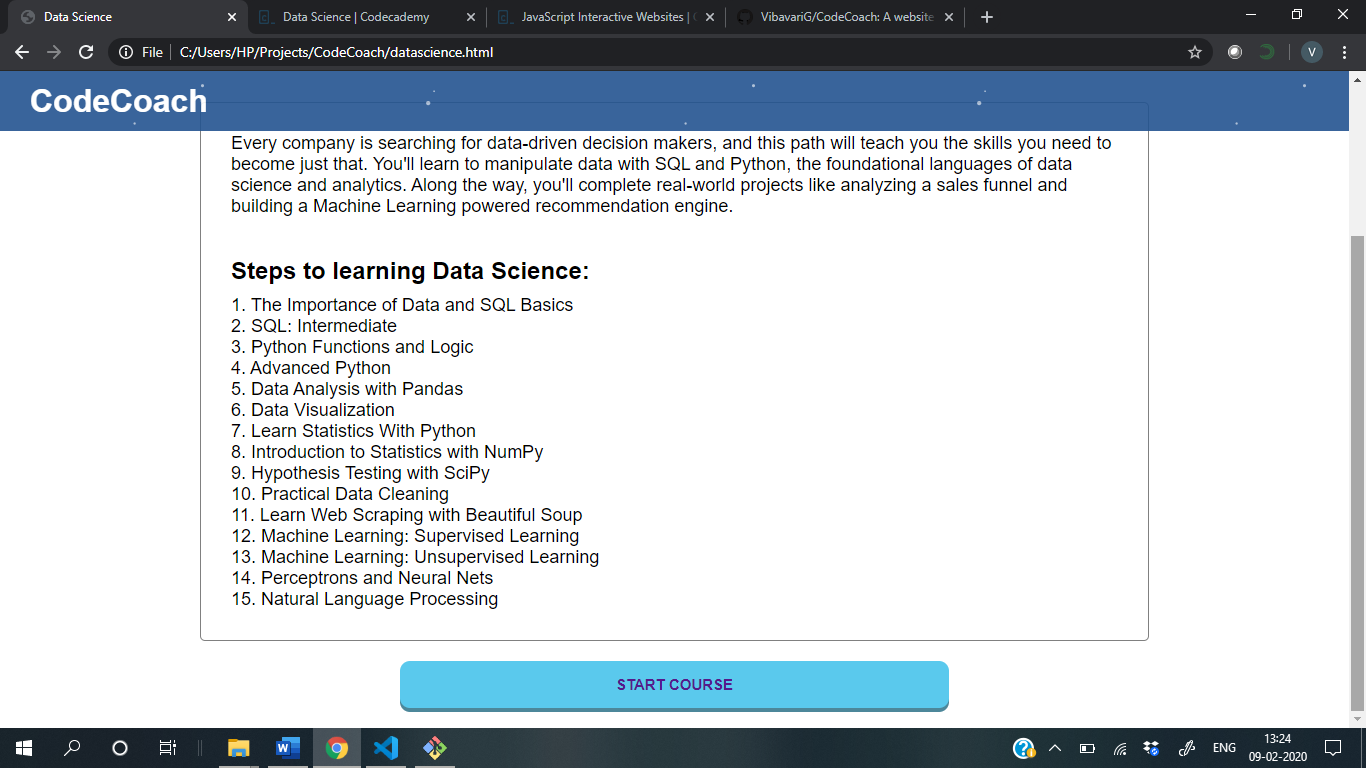 Data Science
Data Science | Codecademy
JavaScript Interactive Websites |
VibavariG/CodeCoach: A website
File
C:/Users/HP/Projects/CodeCoach/datascience.html
V
CodeCoach
Every company is searching for data-driven decision makers, and this path will teach you the skills you need to
become just that. You'll learn to manipulate data with SQL and Python, the foundational languages of data
science and analytics. Along the way, you'll complete real-world projects like analyzing a sales funnel and
building a Machine Learning powered recommendation engine.
Steps to learning Data Science:
1. The Importance of Data and SQL Basics
2. SQL: Intermediate
3. Python Functions and Logic
4. Advanced Python
5. Data Analysis with Pandas
6. Data Visualization
7. Learn Statistics With Python
8. Introduction to Statistics with NumPy
9. Hypothesis Testing with SciPy
10. Practical Data Cleaning
11. Learn Web Scraping with Beautiful Soup
12. Machine Learning: Supervised Learning
13. Machine Learning: Unsupervised Learning
14. Perceptrons and Neural Nets
15. Natural Language Processing
START COURSE
ENG
13:24
09-02-2020